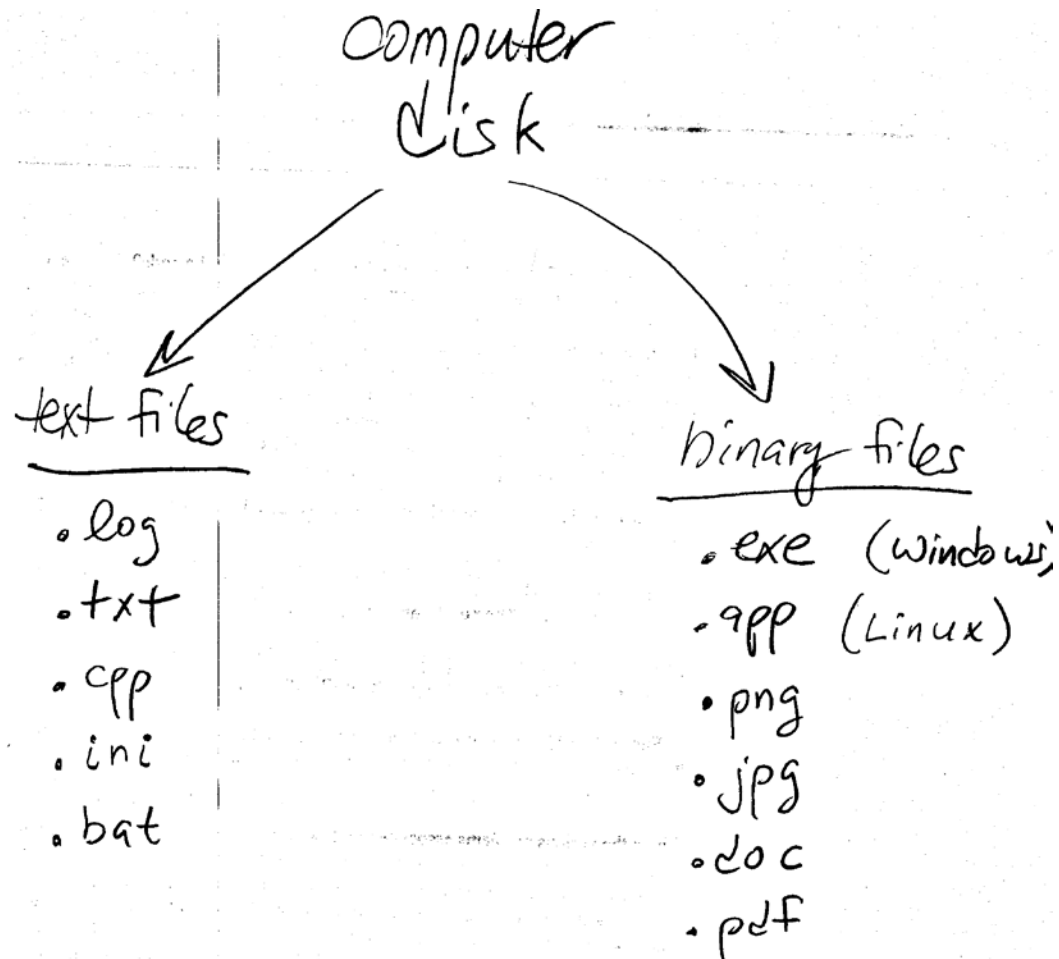 computer
disk
text files
.log
.txt
.cpp
.ini
.bat
binary files
.exe (Windows)
.app (Linux)
.png
.jpg
.doc
.pdf